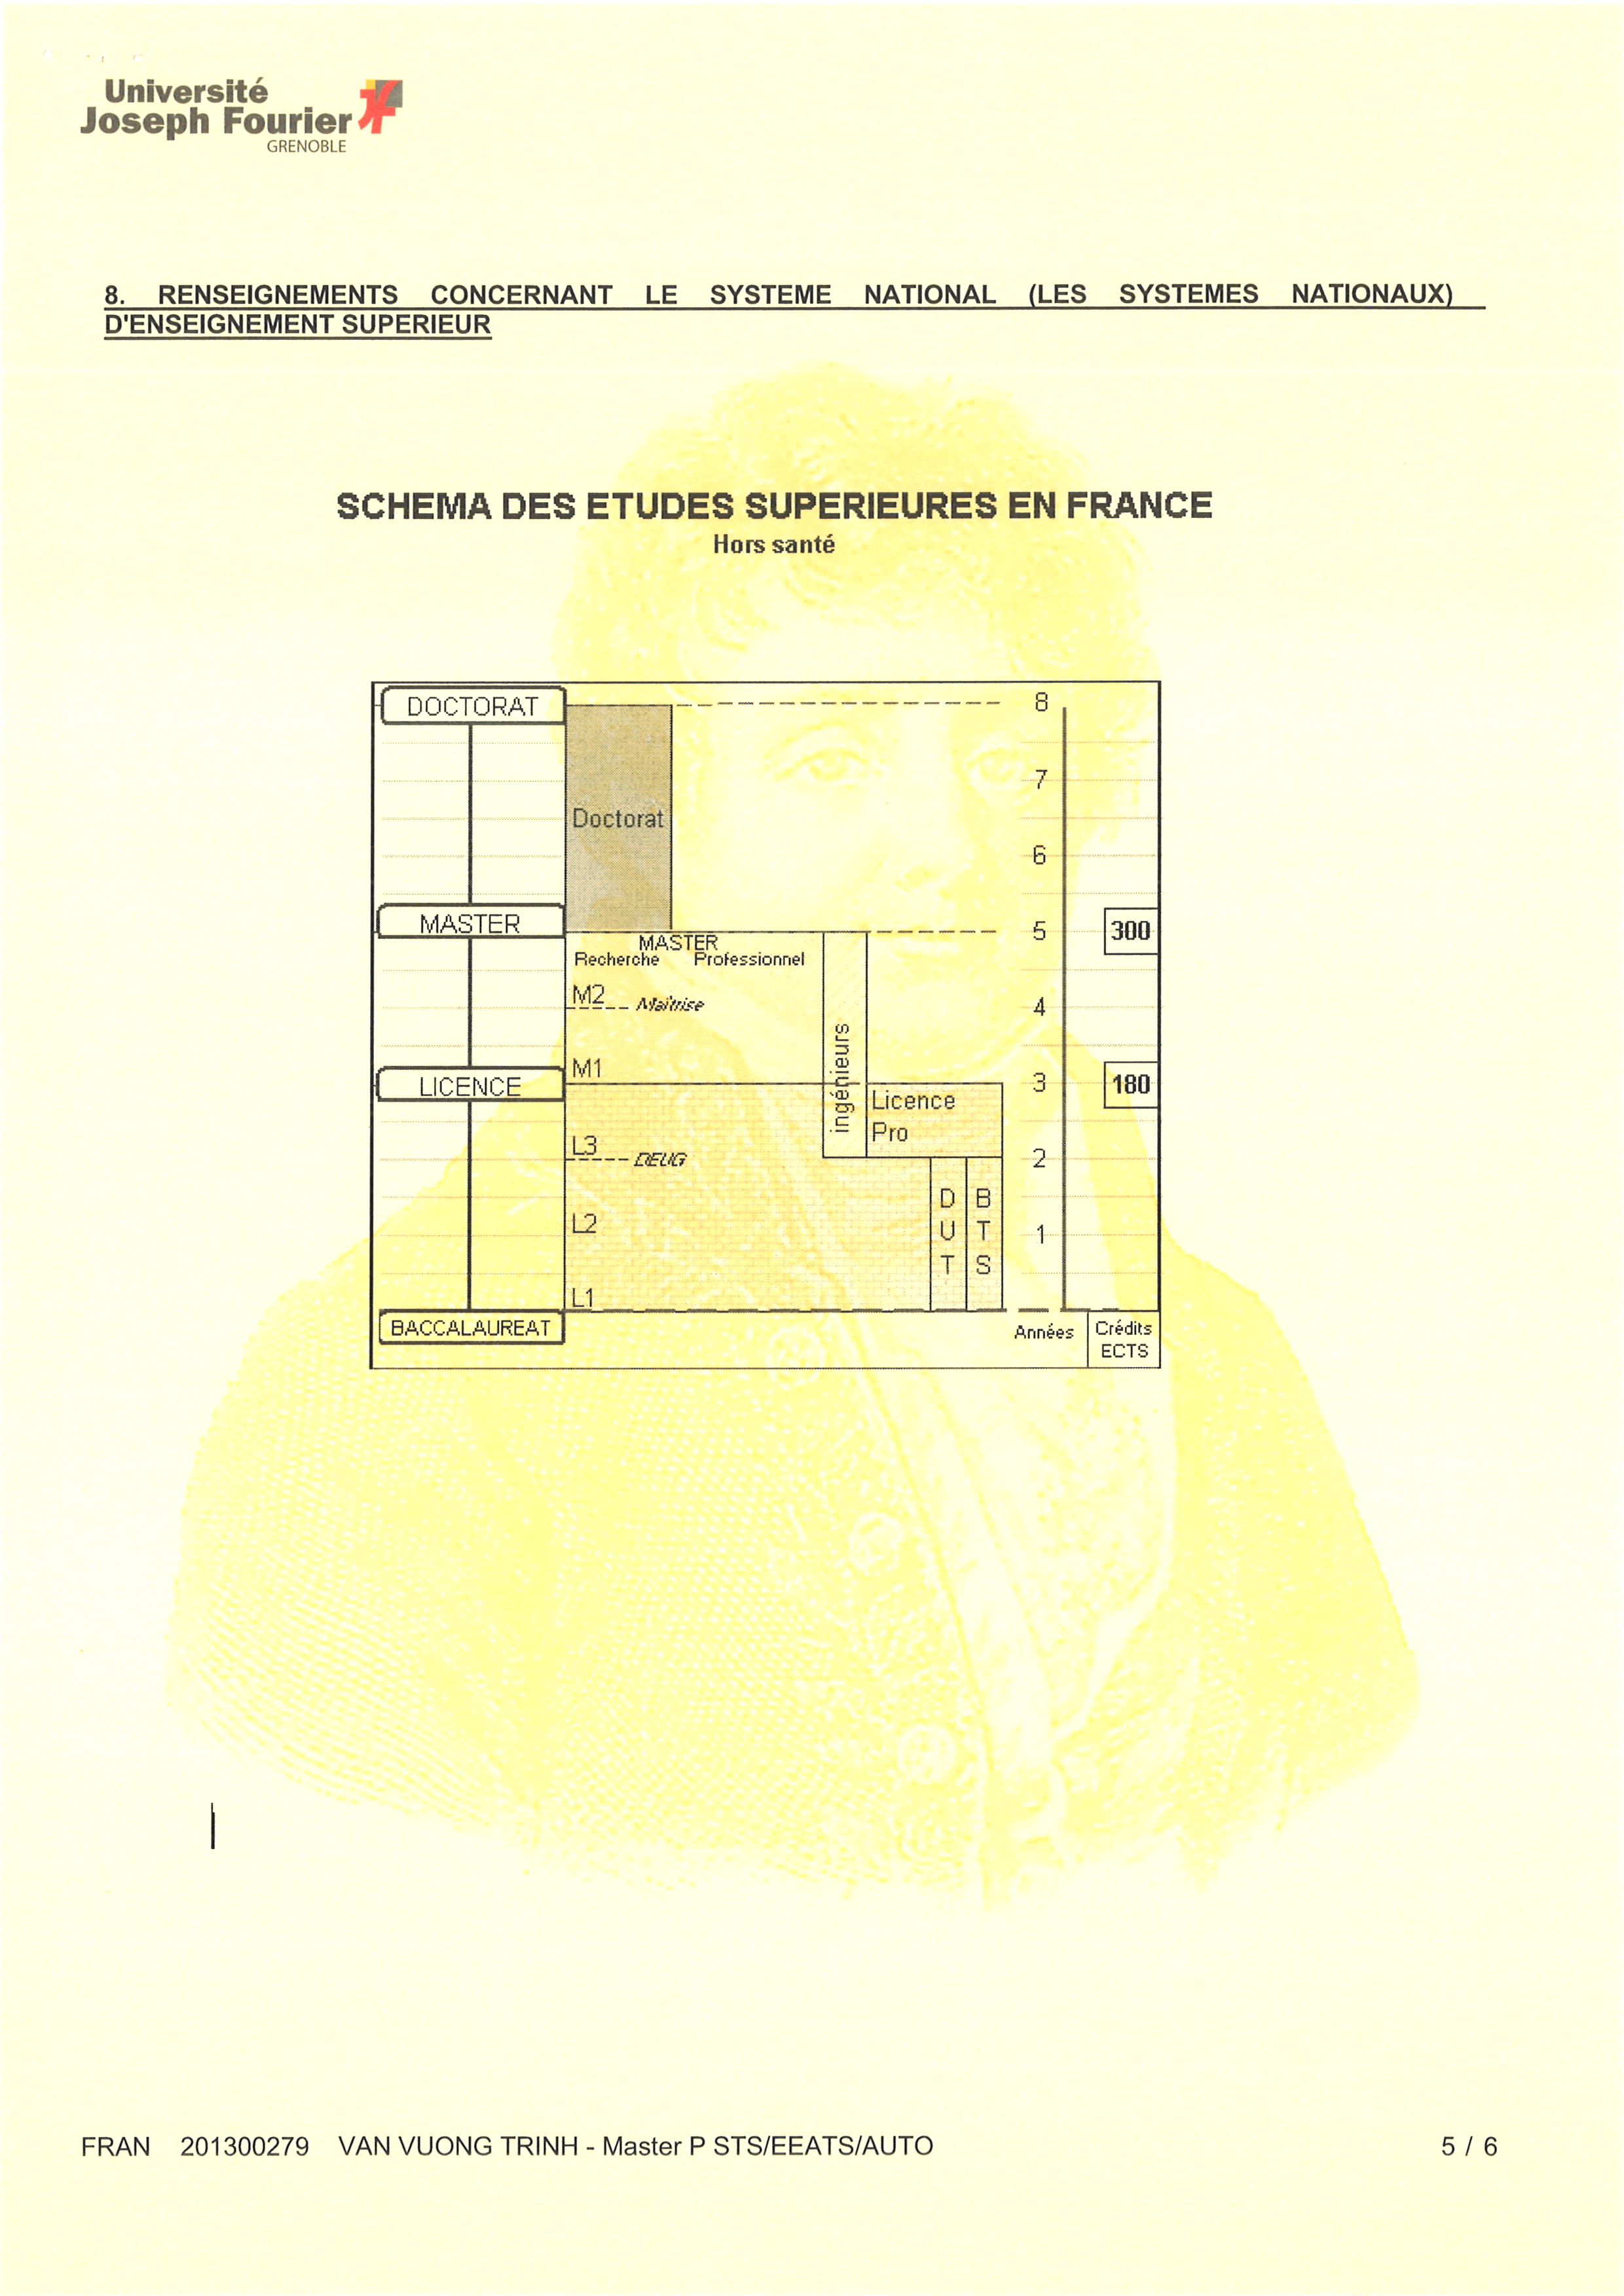 Université
Joseph Fourier
GRENOBLE
8. RENSEIGNEMENTS CONCERNANT LE SYSTEME NATIONAL (LES SYSTEMES NATIONAUX)
D'ENSEIGNEMENT SUPERIEUR
SCHEMA DES ETUDES SUPERIEURES EN FRANCE
Hors santé
DOCTORAT
8
7
Doctorat
6
MASTER
5
300
MASTER
Recherche Professionnel
M2
Maîtrise
4
ingénieurs
M1
LICENCE
3
180
Licence
Pro
L3
DEUG
2
DUT
BTS
L2
1
L1
BACCALAUREAT
Années
Crédits
ECTS
FRAN 201300279 VAN VUONG TRINH - Master P STS/EEATS/AUTO
5 / 6